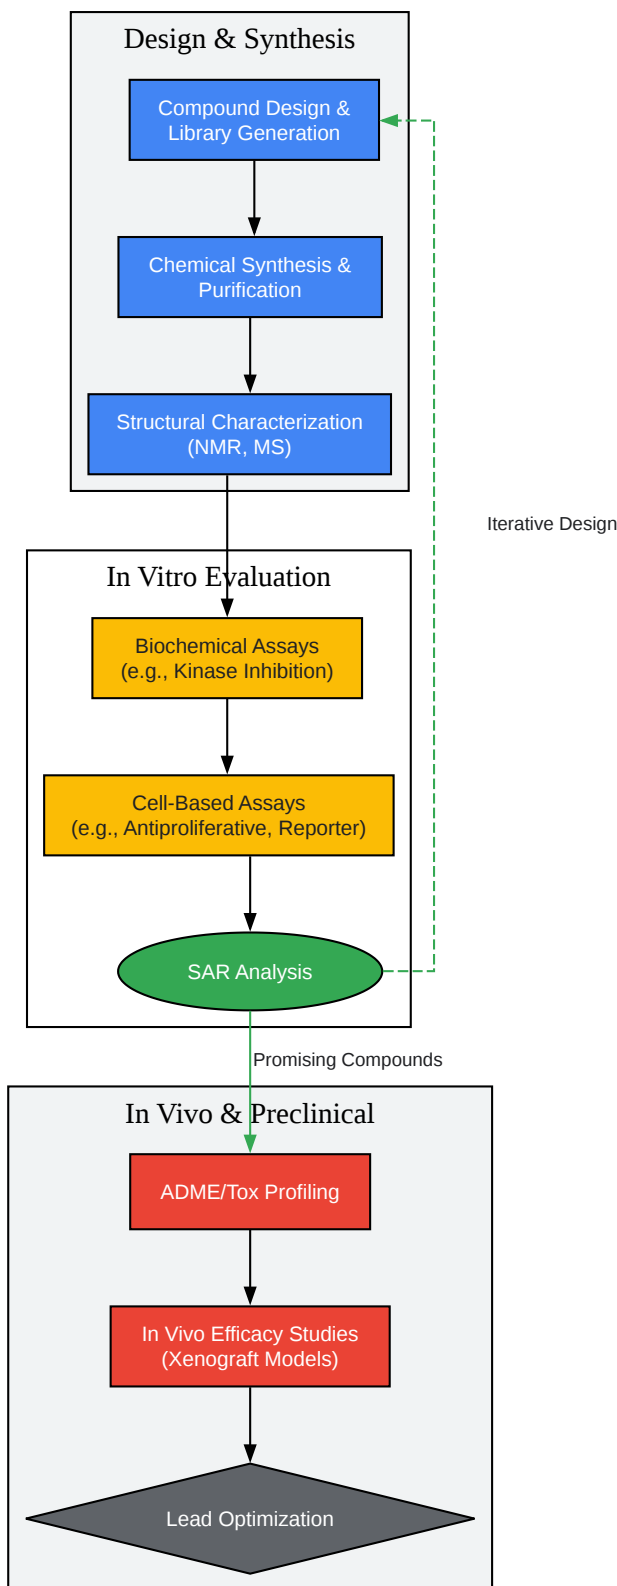 Design & Synthesis
Compound Design &
Library Generation
Chemical Synthesis &
Purification
Structural Characterization
(NMR, MS)
Iterative Design
In Vitro Evaluation
Biochemical Assays
(e.g., Kinase Inhibition)
Cell-Based Assays
(e.g., Antiproliferative, Reporter)
SAR Analysis
Promising Compounds
In Vivo & Preclinical
ADME/Tox Profiling
In Vivo Efficacy Studies
(Xenograft Models)
Lead Optimization